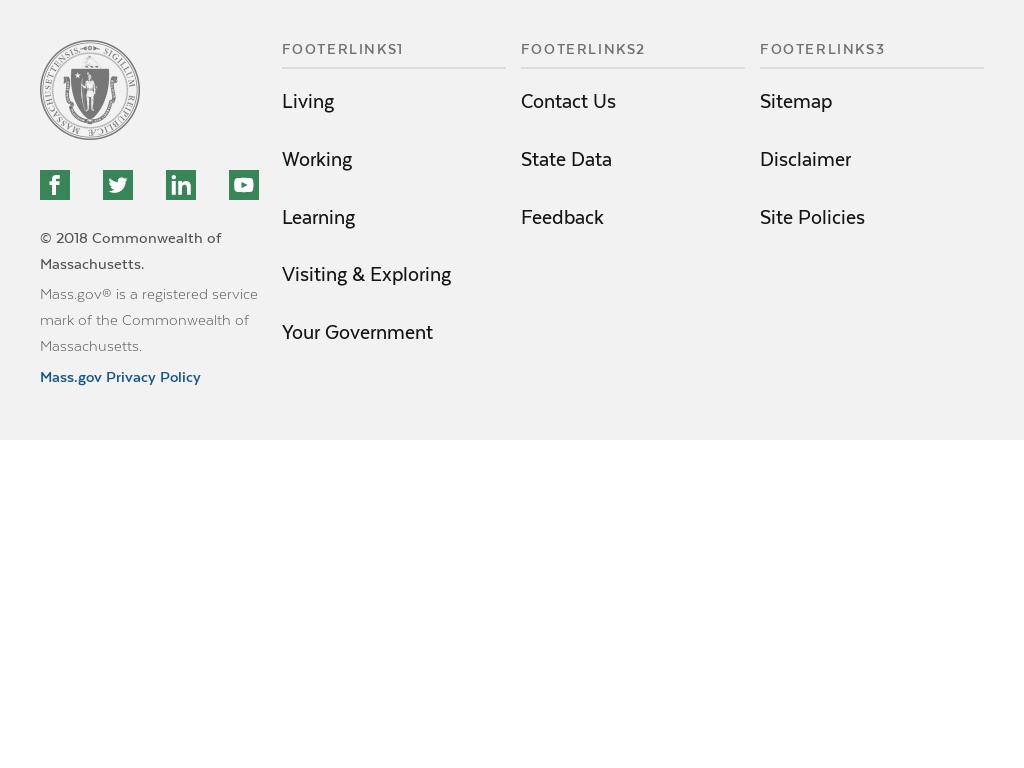 SIGILLUM REIPUBLICÆ MASSACHUSETTENSIS
© 2018 Commonwealth of
Massachusetts.
Mass.gov® is a registered service
mark of the Commonwealth of
Massachusetts.
Mass.gov Privacy Policy
FOOTERLINKS1
Living
Working
Learning
Visiting & Exploring
Your Government
FOOTERLINKS2
Contact Us
State Data
Feedback
FOOTERLINKS3
Sitemap
Disclaimer
Site Policies